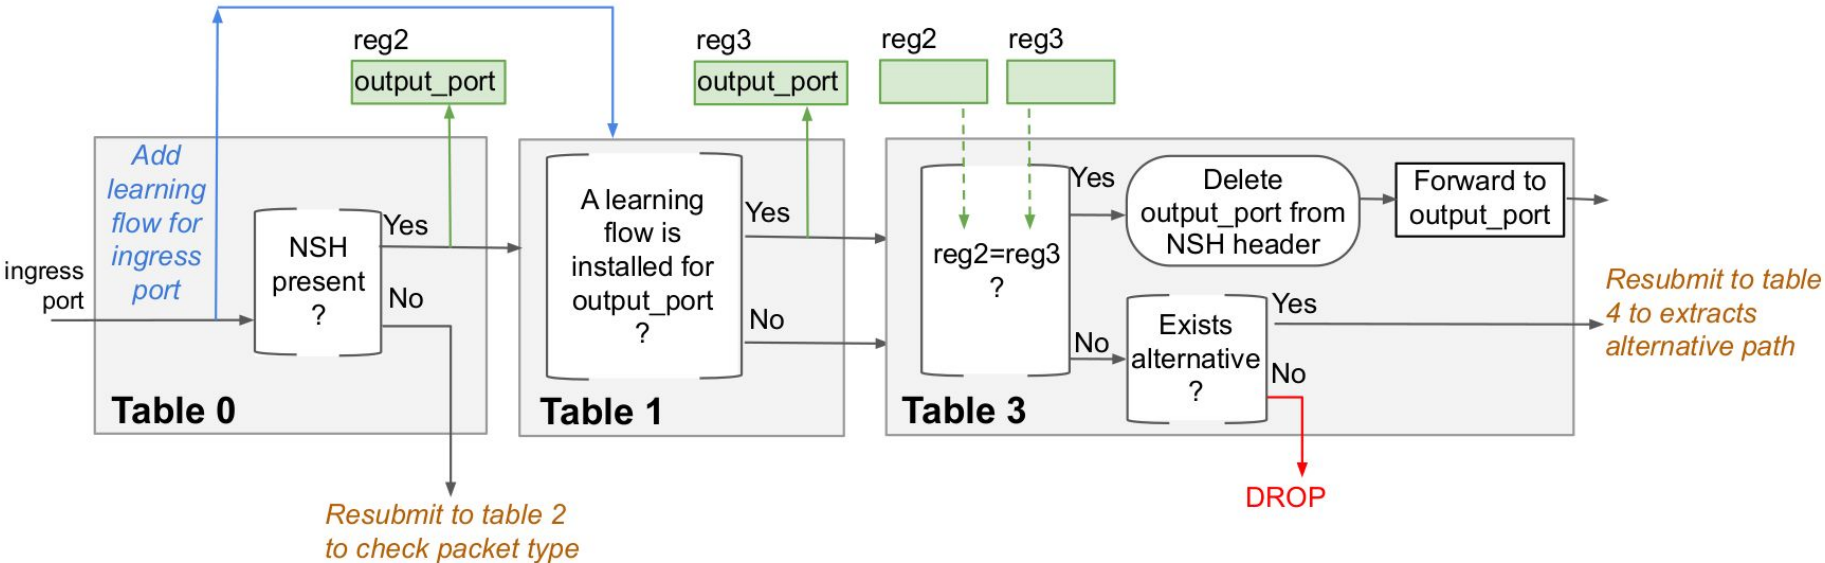 reg2
output_port
reg3
output_port
reg2
reg3
Add
learning
flow for
ingress
port
ingress
port
NSH
present
?
Yes
No
Table 0
Resubmit to table 2
to check packet type
A learning
flow is
installed for
output_port
?
Yes
No
Table 1
reg2=reg3
?
Yes
No
Delete
output_port from
NSH header
Forward to
output_port
Exists
alternative
?
Yes
No
Table 3
DROP
Resubmit to table
4 to extracts
alternative path